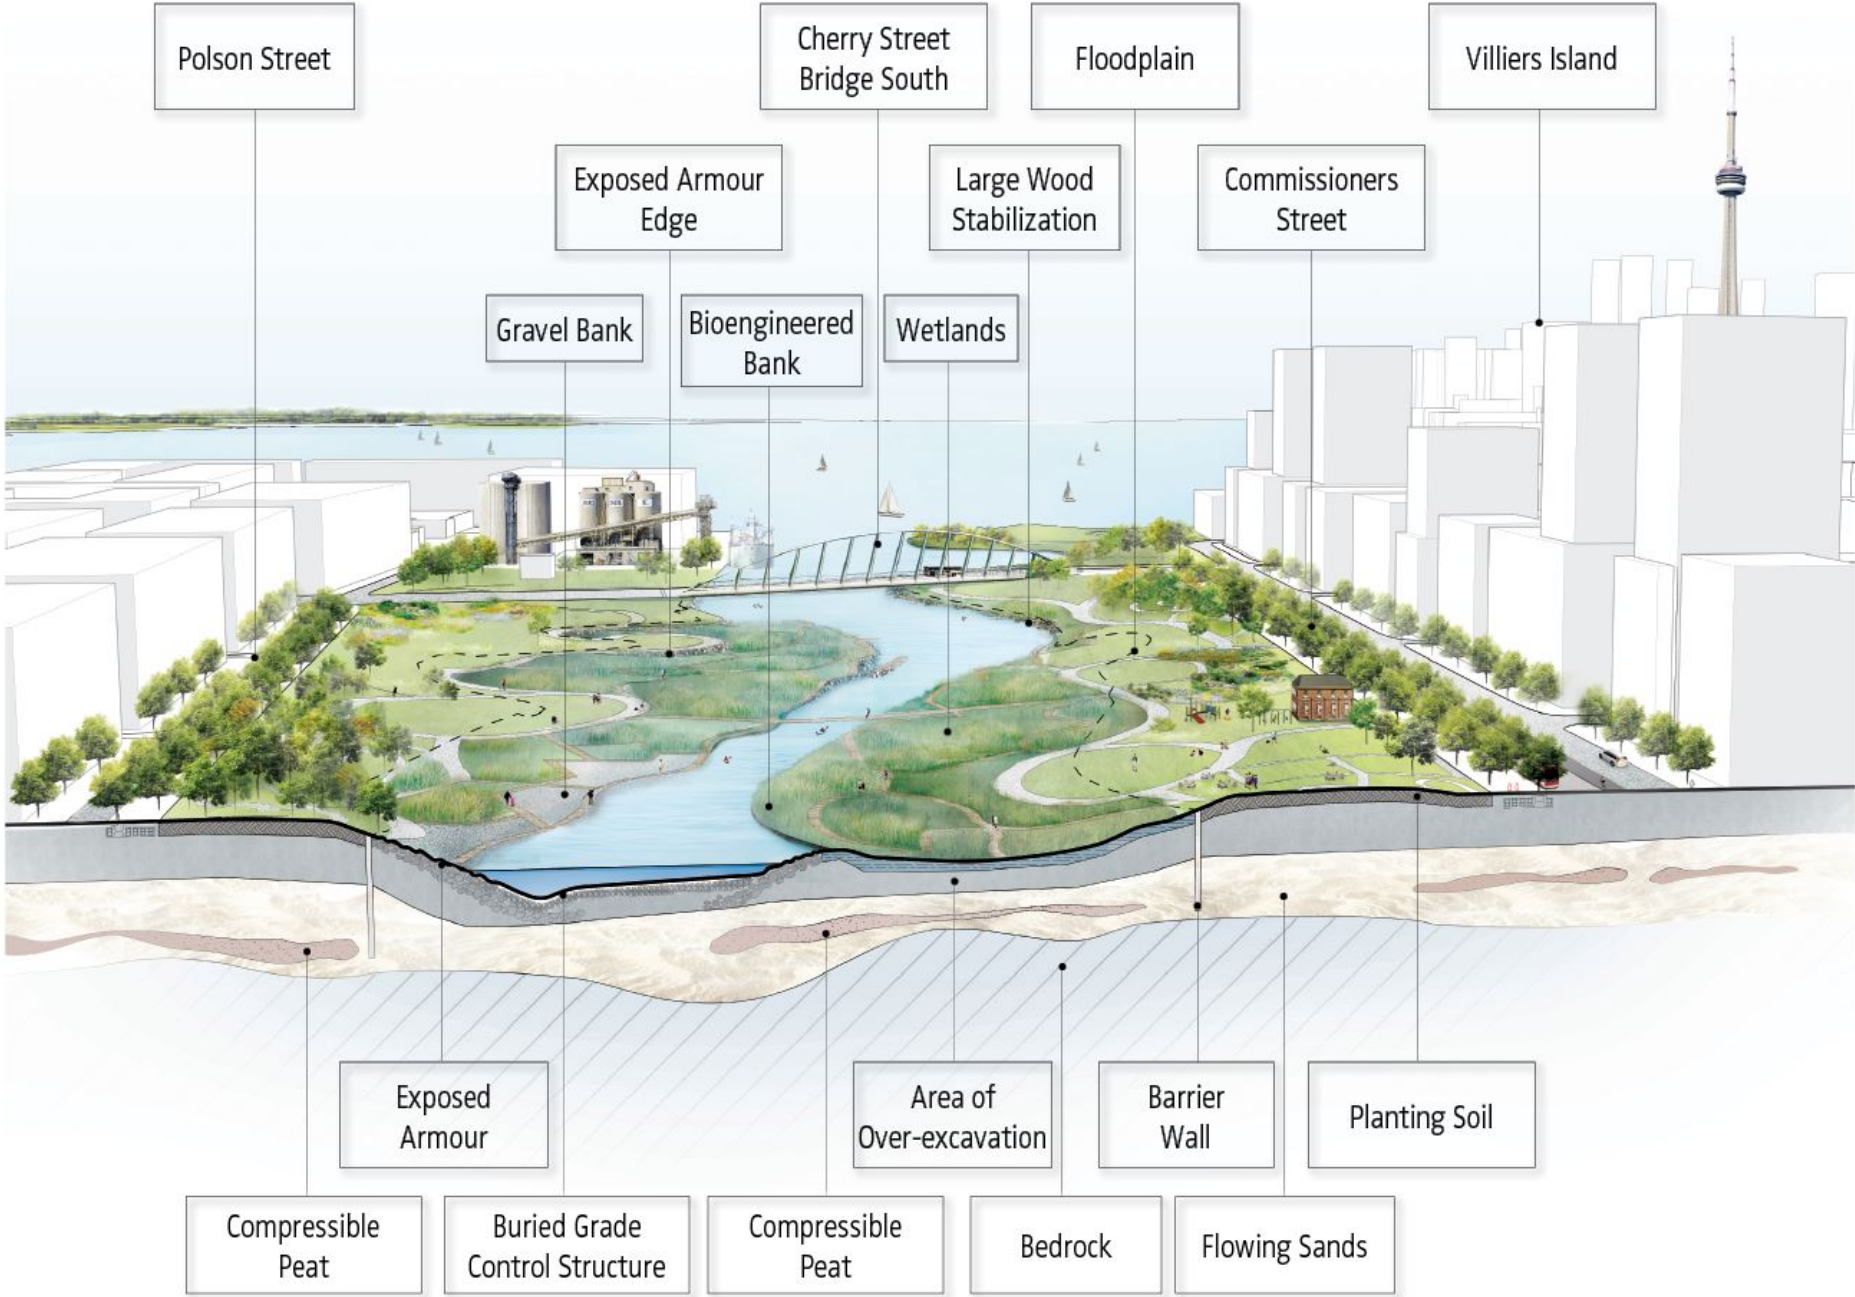 Polson Street
Cherry Street
Bridge South
Floodplain
Villiers Island
Exposed Armour
Edge
Large Wood
Stabilization
Commissioners
Street
Gravel Bank
Bioengineered
Bank
Wetlands
Exposed
Armour
Area of
Over-excavation
Barrier
Wall
Planting Soil
Compressible
Peat
Buried Grade
Control Structure
Compressible
Peat
Bedrock
Flowing Sands